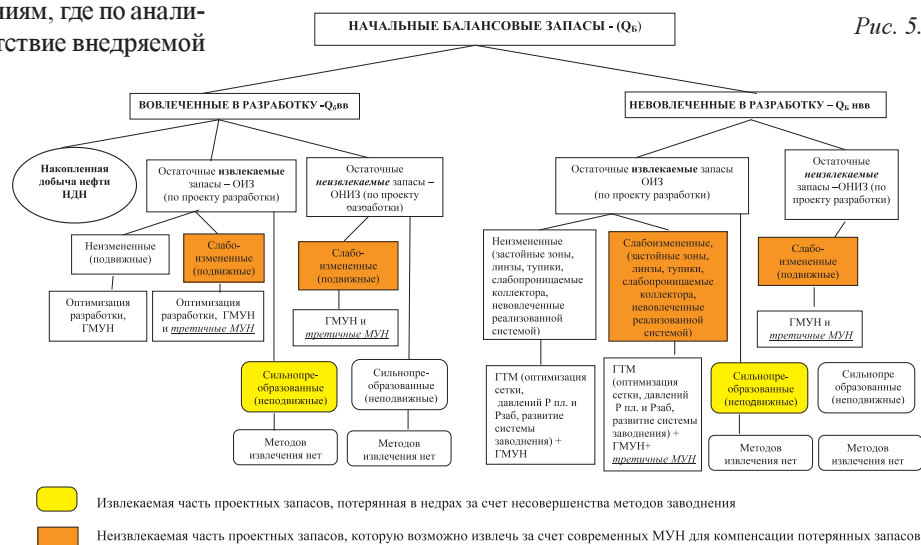 ниям, где по анали-
тствие внедряемой
Рис. 5.
НАЧАЛЬНЫЕ БАЛАНСОВЫЕ ЗАПАСЫ - (QБ)
ВОВЛЕЧЕННЫЕ В РАЗРАБОТКУ -Qбвв
НЕВОВЛЕЧЕННЫЕ В РАЗРАБОТКУ – QБ нвв
Накопленная
добыча нефти
НДН
Остаточные извлекаемые
запасы – ОИЗ
(по проекту разработки)
Остаточные
неизвлекаемые запасы –
ОНИЗ (по проекту
разработки)
Остаточные извлекаемые запасы
ОИЗ
(по проекту разработки)
Остаточные
неизвлекаемые
запасы – ОНИЗ (по
проекту разработки)
Неизмененные
(подвижные)
Слабо-
измененные
(подвижные)
Слабо-
измененные
(подвижные)
Неизмененные
(застойные зоны,
линзы, тупики,
слабопроницаемые
коллектора,
невовлеченные
реализованной
системой)
Слабоизмененные,
(застойные зоны,
линзы, тупики,
слабопроницаемые
коллектора,
невовлеченные
реализованной
системой)
Слабо-
измененные
(подвижные)
Оптимизация
разработки,
ГМУН
Оптимизация
разработки, ГМУН
и третичные МУН
ГМУН и
третичные МУН
ГМУН и
третичные МУН
Сильнопре-
образованные
(неподвижные)
Сильнопре-
образованные
(неподвижные)
ГТМ (оптимизация
сетки,
давлений Р пл. и
Рзаб, развитие
системы
заводнения) +
ГМУН
ГТМ
(оптимизация
сетки,
давлений Р
пл. и Рзаб,
развитие системы
заводнения) +
ГМУН+
третичные МУН
Сильнопре-
образованные
(неподвижные)
Сильнопре
образованные
(неподвижные)
Методов
извлечения нет
Методов
извлечения нет
Методов
извлечения нет
Методов
извлечения нет
Извлекаемая часть проектных запасов, потерянная в недрах за счет несовершенства методов заводнения
Неизвлекаемая часть проектных запасов, которую возможно извлечь за счет современных МУН для компенсации потерянных запасов